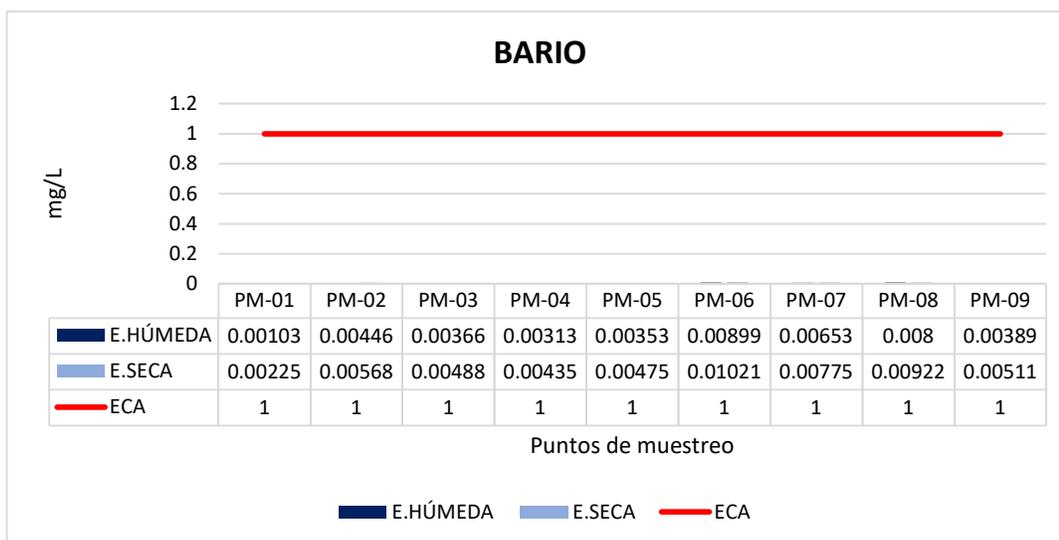 BARIO
mg/L
1.2
1
0.8
0.6
0.4
0.2
0
PM-01 PM-02 PM-03 PM-04 PM-05 PM-06 PM-07 PM-08 PM-09
E.HÚMEDA 0.00103 0.00446 0.00366 0.00313 0.00353 0.00899 0.00653 0.008 0.00389
E.SECA 0.00225 0.00568 0.00488 0.00435 0.00475 0.01021 0.00775 0.00922 0.00511
ECA 1 1 1 1 1 1 1 1 1
Puntos de muestreo
E.HÚMEDA E.SECA ECA